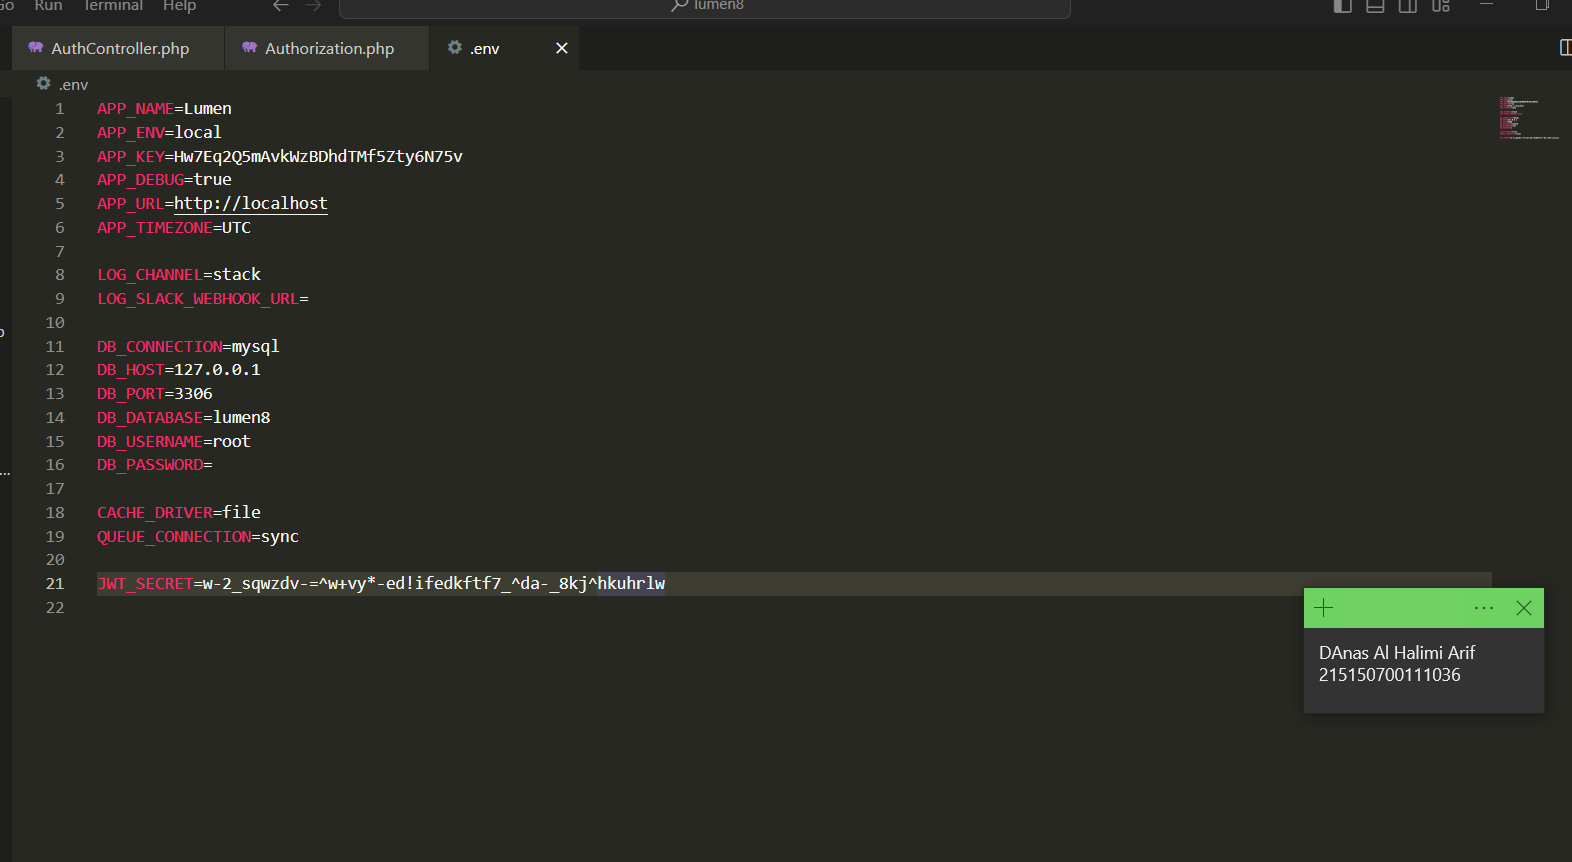 Go Run Terminal Help lumen8
AuthController.php Authorization.php .env
.env
1 APP_NAME=Lumen
2 APP_ENV=local
3 APP_KEY=Hw7Eq2Q5mAvkWzBDhdTMf5Zty6N75v
4 APP_DEBUG=true
5 APP_URL=http://localhost
6 APP_TIMEZONE=UTC
7
8 LOG_CHANNEL=stack
9 LOG_SLACK_WEBHOOK_URL=
10
11 DB_CONNECTION=mysql
12 DB_HOST=127.0.0.1
13 DB_PORT=3306
14 DB_DATABASE=lumen8
15 DB_USERNAME=root
16 DB_PASSWORD=
17
18 CACHE_DRIVER=file
19 QUEUE_CONNECTION=sync
20
21 JWT_SECRET=w-2_sqwzdv-=^w+vy*-ed!ifedkftf7_^da-_8kj^hkuhrlw
22
DAnas Al Halimi Arif
215150700111036